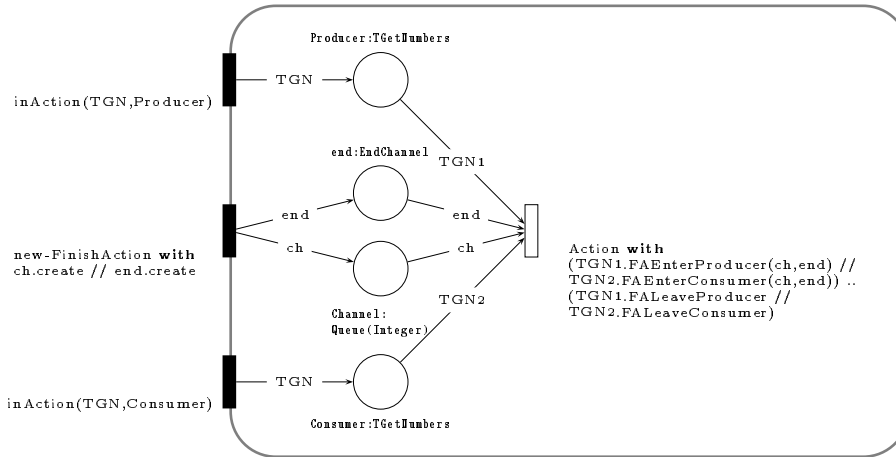 Producer:TGetDumbers
TGN
inAction(TGN,Producer)
end:EndChannel
TGN1
end
end
new-FinishAction with
ch.create // end.create
ch
ch
Action with
(TGN1.FAEnterProducer(ch,end) //
TGN2.FAEnterConsumer(ch,end)) ..
(TGN1.FALeaveProducer //
TGN2.FALeaveConsumer)
Channel:
Queue(Integer)
TGN2
TGN
inAction(TGN,Consumer)
Consumer:TGetDumbers